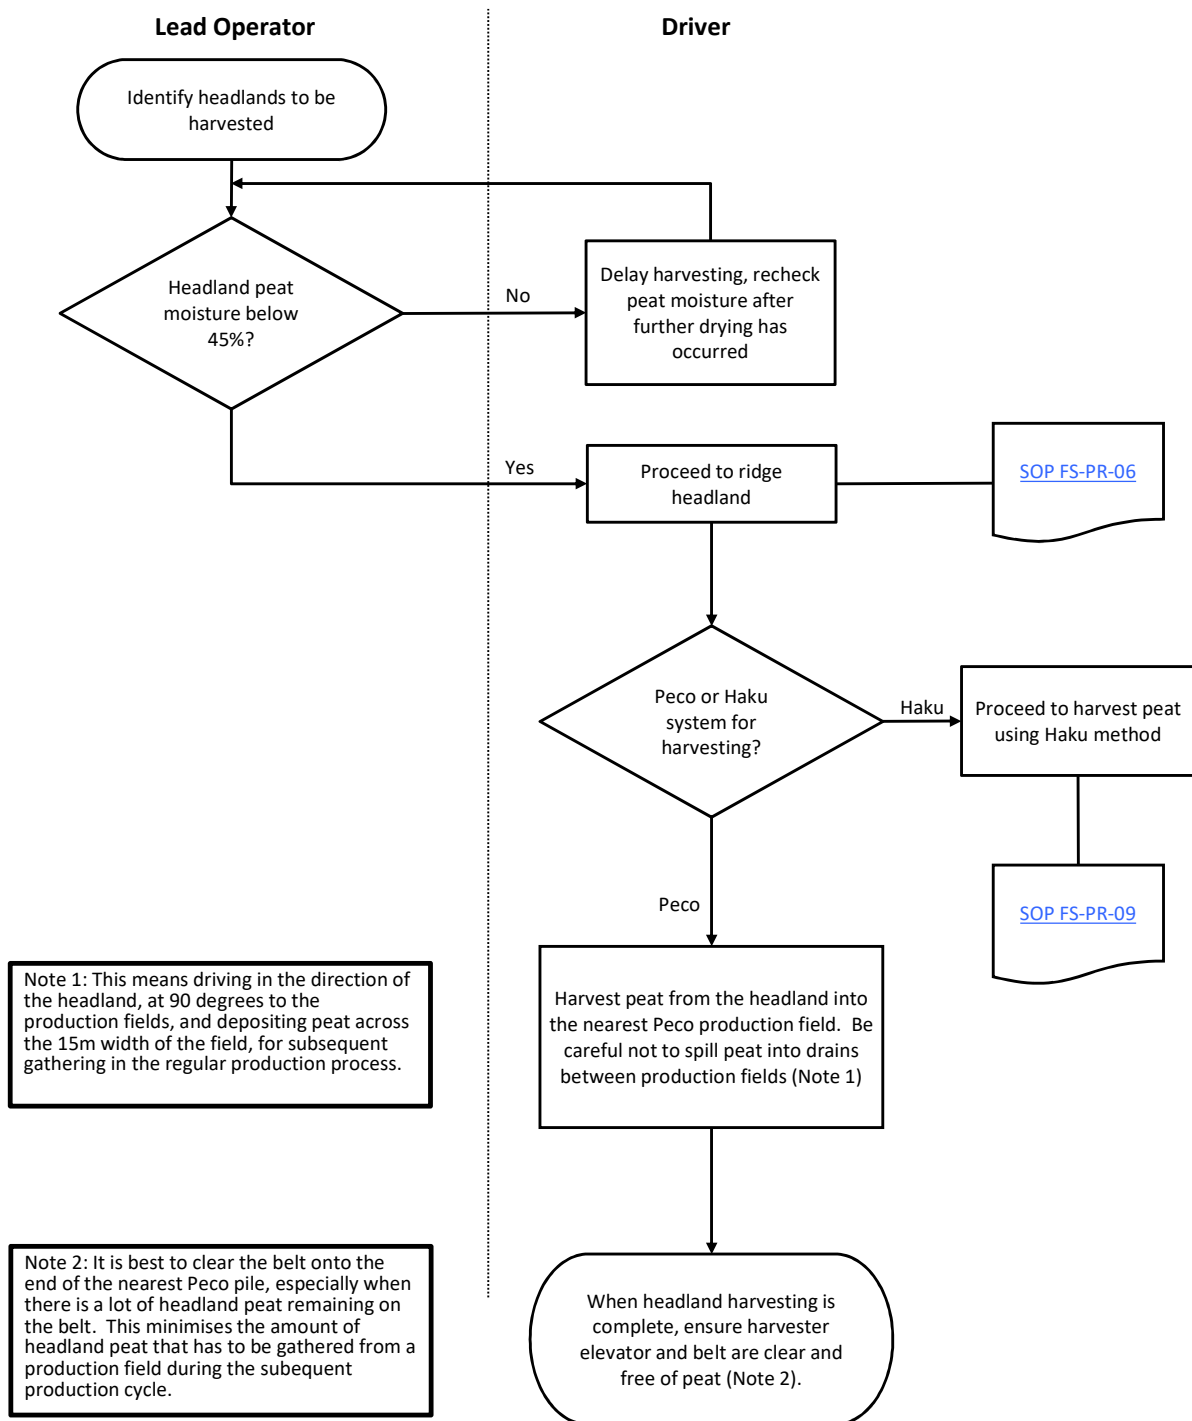 Lead Operator
Driver
Identify headlands to be
harvested
Headland peat
moisture below
45%?
No
Delay harvesting, recheck
peat moisture after
further drying has
occurred
Yes
Proceed to ridge
headland
SOP FS-PR-06
Peco or Haku
system for
harvesting?
Haku
Proceed to harvest peat
using Haku method
SOP FS-PR-09
Peco
Harvest peat from the headland into
the nearest Peco production field.  Be
careful not to spill peat into drains
between production fields (Note 1)
Note 1: This means driving in the direction of
the headland, at 90 degrees to the
production fields, and depositing peat across
the 15m width of the field, for subsequent
gathering in the regular production process.
Note 2: It is best to clear the belt onto the
end of the nearest Peco pile, especially when
there is a lot of headland peat remaining on
the belt.  This minimises the amount of
headland peat that has to be gathered from a
production field during the subequent
production cycle.
When headland harvesting is
complete, ensure harvester
elevator and belt are clear and
free of peat (Note 2).